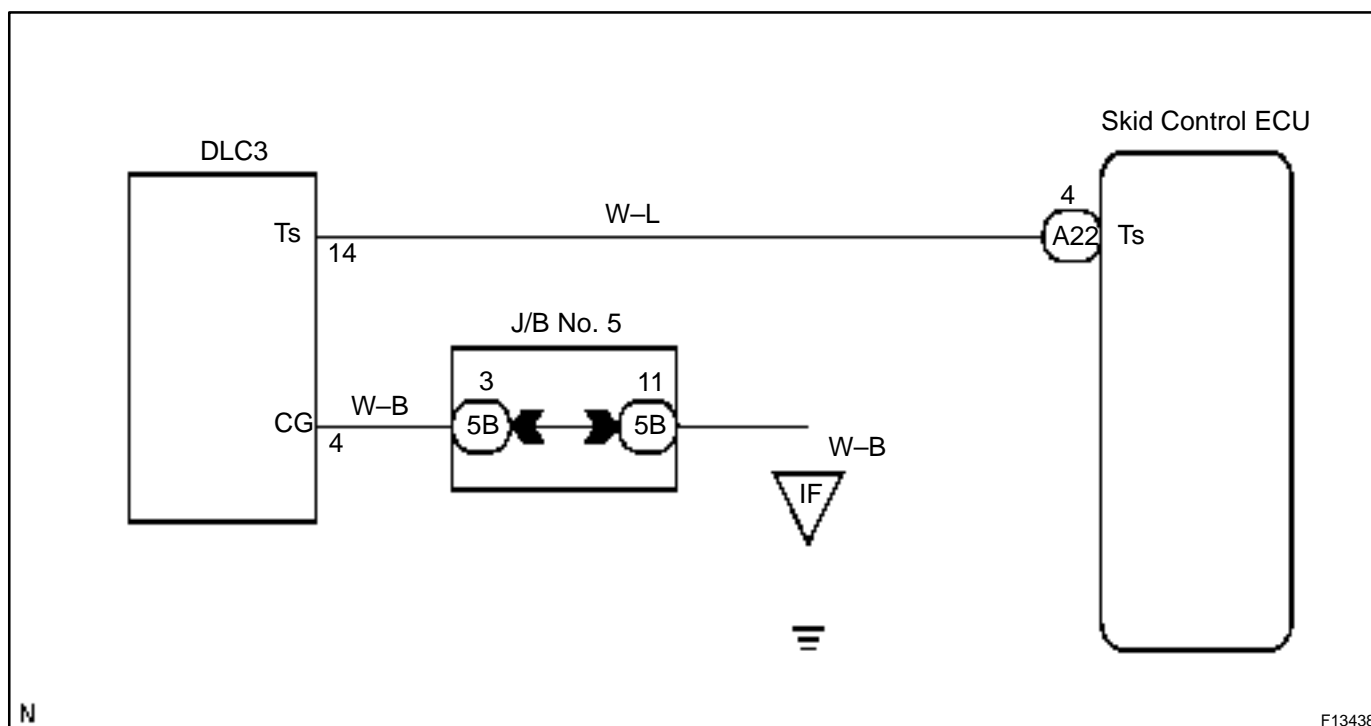 Skid Control ECU
DLC3
4
W–L
Ts
A22
Ts
14
J/B No. 5
3
11
W–B
CG
5B
5B
4
W–B
IF
N